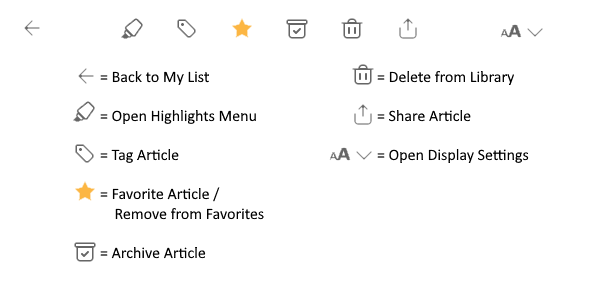 AA
= Back to My List
= Open Highlights Menu
= Tag Article
= Favorite Article /
Remove from Favorites
= Archive Article
= Delete from Library
= Share Article
AA = Open Display Settings